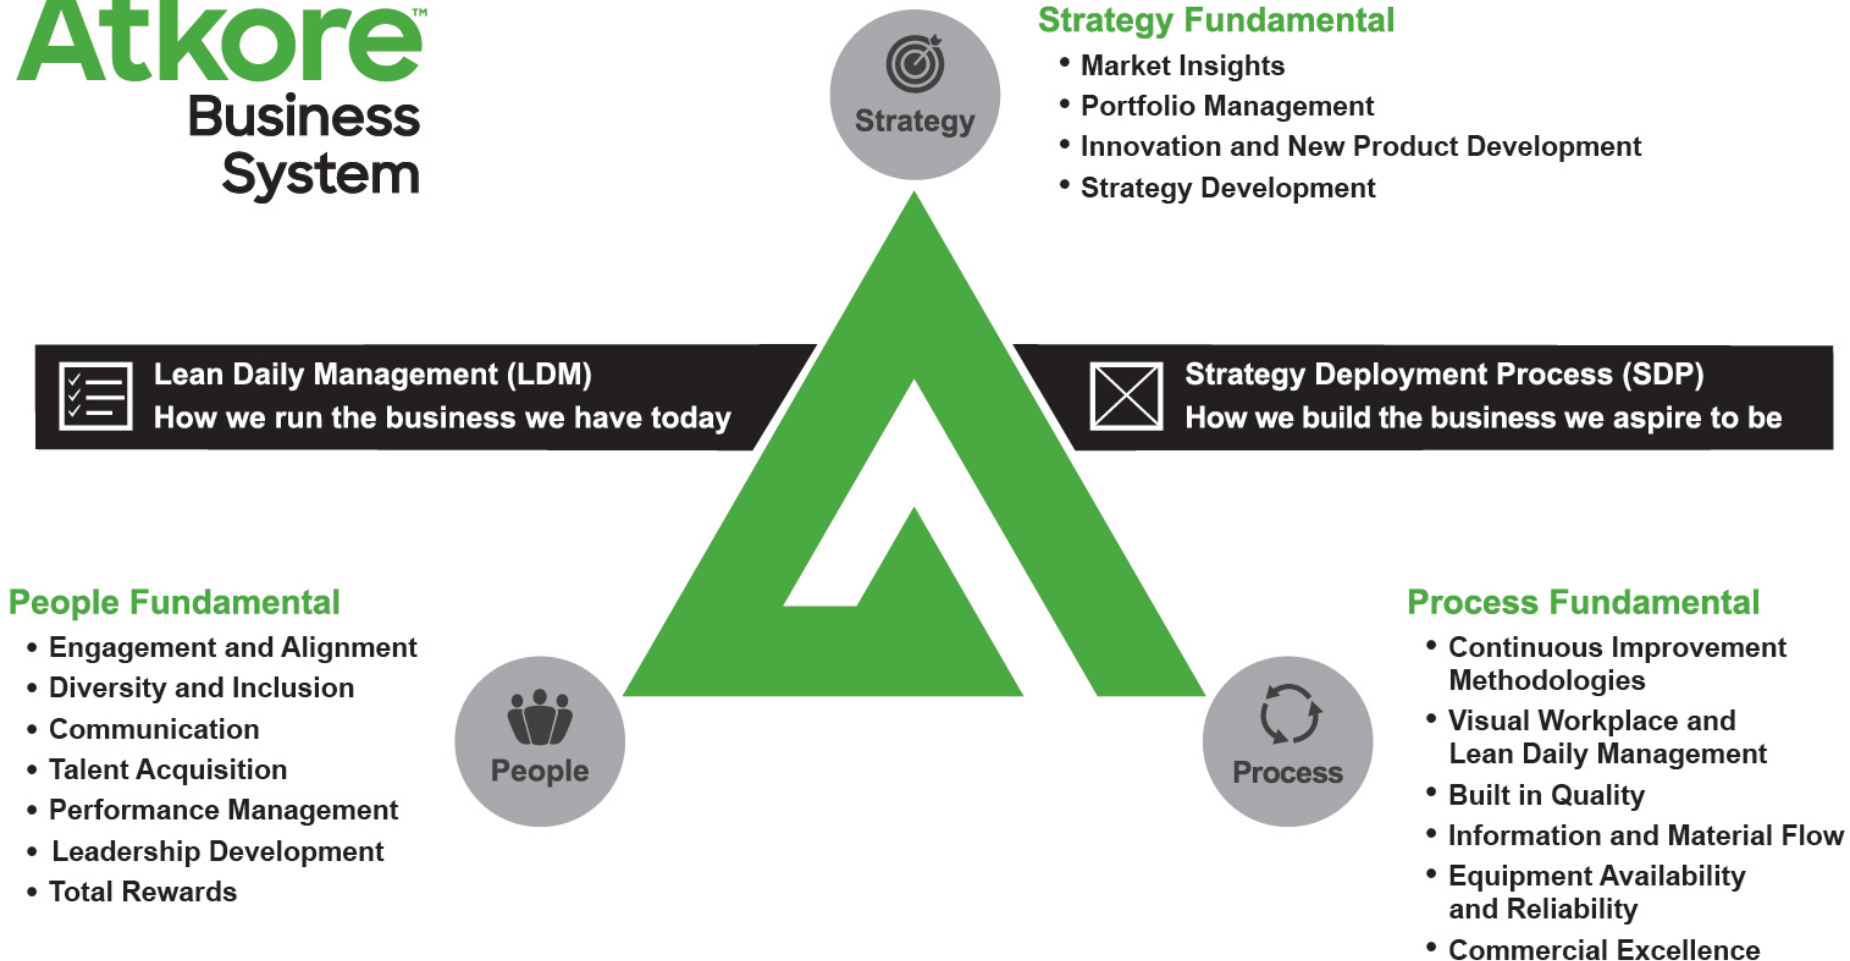 Atkore™
Business
System
Strategy
Strategy Fundamental
• Market Insights
• Portfolio Management
• Innovation and New Product Development
• Strategy Development
Lean Daily Management (LDM)
How we run the business we have today
Strategy Deployment Process (SDP)
How we build the business we aspire to be
People Fundamental
• Engagement and Alignment
• Diversity and Inclusion
• Communication
• Talent Acquisition
• Performance Management
• Leadership Development
• Total Rewards
People
Process
Process Fundamental
• Continuous Improvement
Methodologies
• Visual Workplace and
Lean Daily Management
• Built in Quality
• Information and Material Flow
• Equipment Availability
and Reliability
• Commercial Excellence